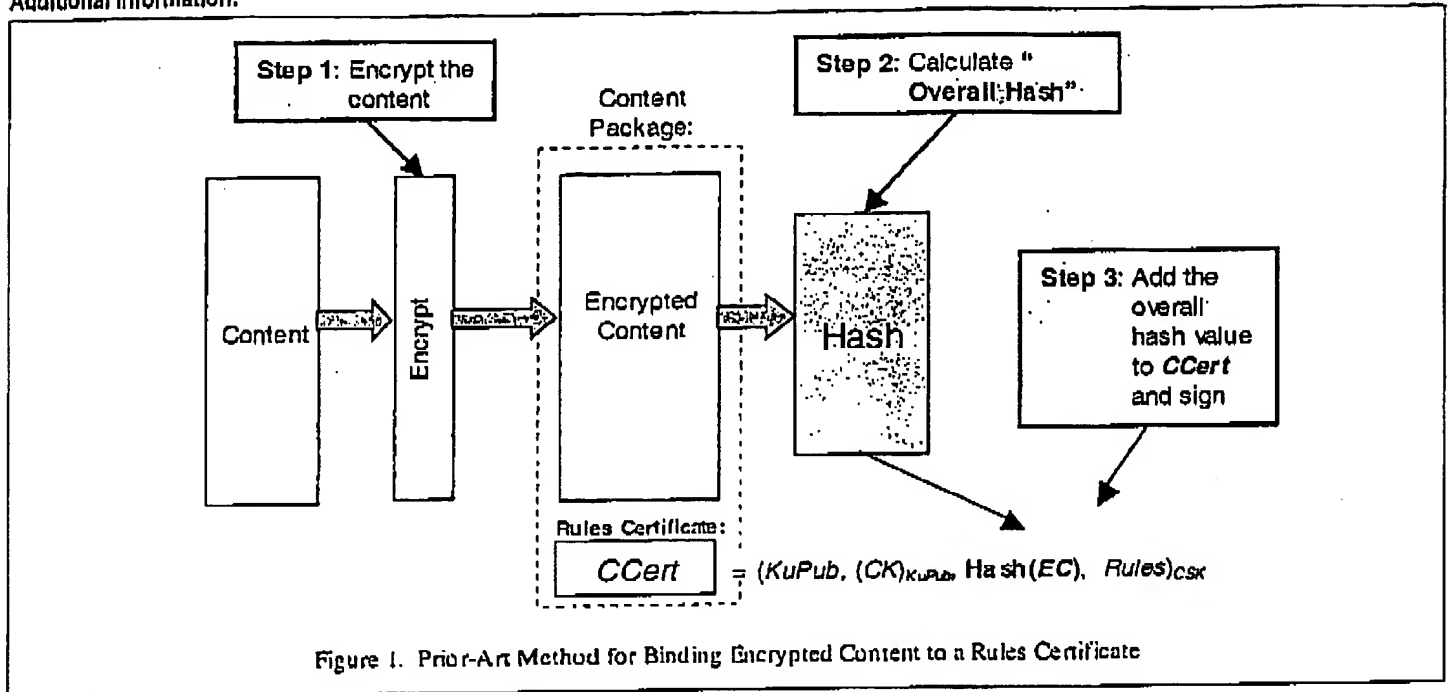 Additional Information:
Step 1: Encrypt the
content
Content
Package:
Step 2: Calculate "
Overall Hash"
Content
Encrypt
Encrypted
Content
Hash
Step 3: Add the
overall
hash value
to CCert
and sign
Rules Certificate:
CCert = (KuPub, (CK)KuPub, Hash(EC), Rules)CSK
Figure 1. Prior-Art Method for Binding Encrypted Content to a Rules Certificate